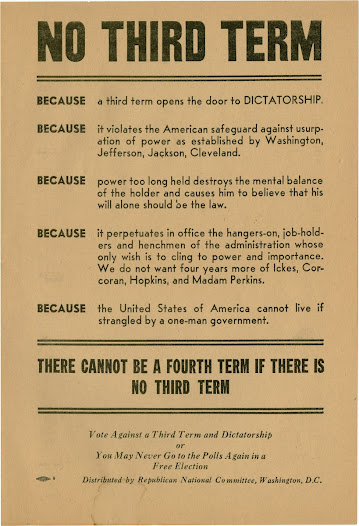 NO THIRD TERM
BECAUSE a third term opens the door to DICTATORSHIP.
BECAUSE it violates the American safeguard against usurp-
ation of power as established by Washington,
Jefferson, Jackson, Cleveland.
BECAUSE power too long held destroys the mental balance
of the holder and causes him to believe that his
will alone should be the law.
BECAUSE it perpetuates in office the hangers-on, job-hold-
ers and henchmen of the administration whose
only wish is to cling to power and importance.
We do not want four years more of Ickes, Cor-
coran, Hopkins, and Madam Perkins.
BECAUSE the United States of America cannot live if
strangled by a one-man government.
THERE CANNOT BE A FOURTH TERM IF THERE IS
NO THIRD TERM
Vote Against a Third Term and Dictatorship
or
You May Never Go to the Polls Again in a
Free Election
Distributed by Republican National Committee, Washington, D.C.